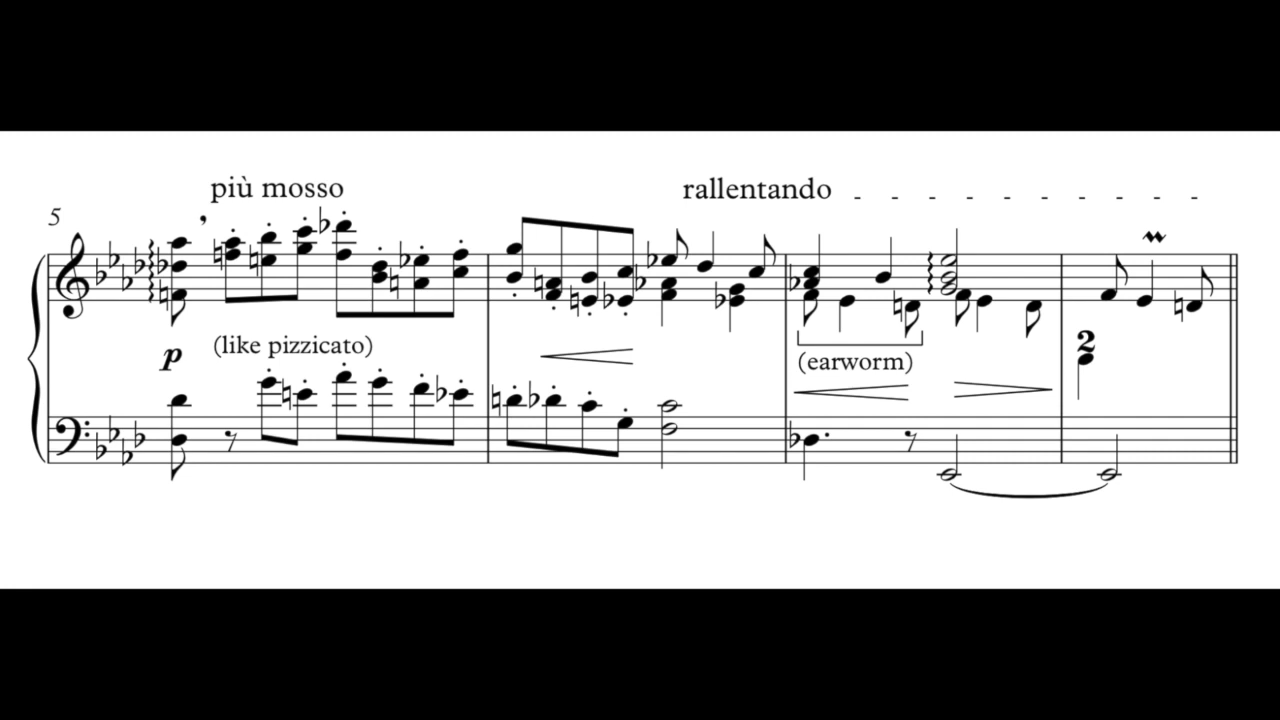 più mosso
rallentando
5
p
(like pizzicato)
(earworm)
2